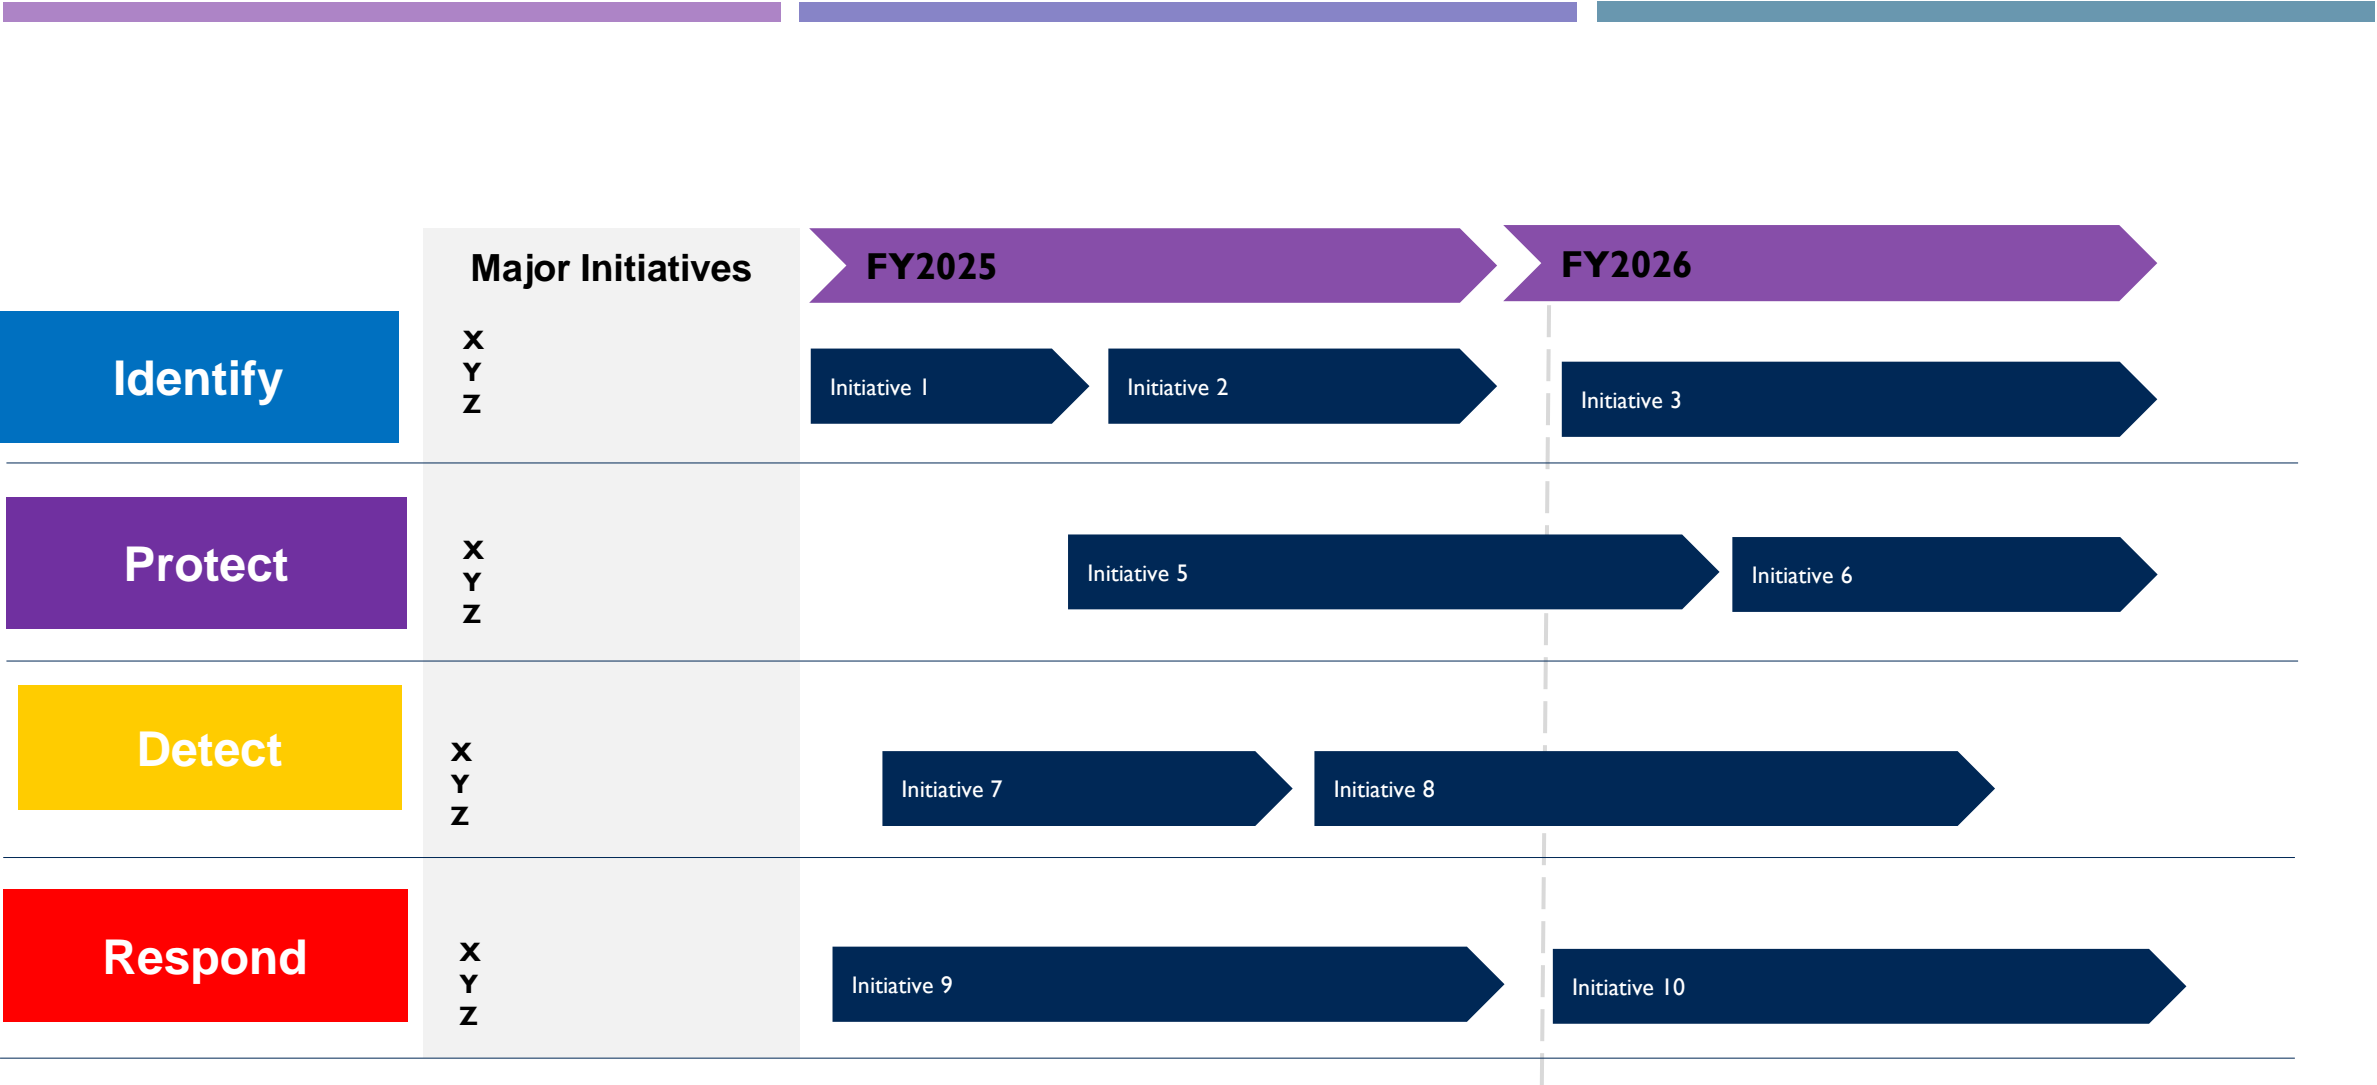 Major Initiatives
FY2025
FY2026
Identify
X
Y
Z
Initiative 1
Initiative 2
Initiative 3
Protect
X
Y
Z
Initiative 5
Initiative 6
Detect
X
Y
Z
Initiative 7
Initiative 8
Respond
X
Y
Z
Initiative 9
Initiative 10